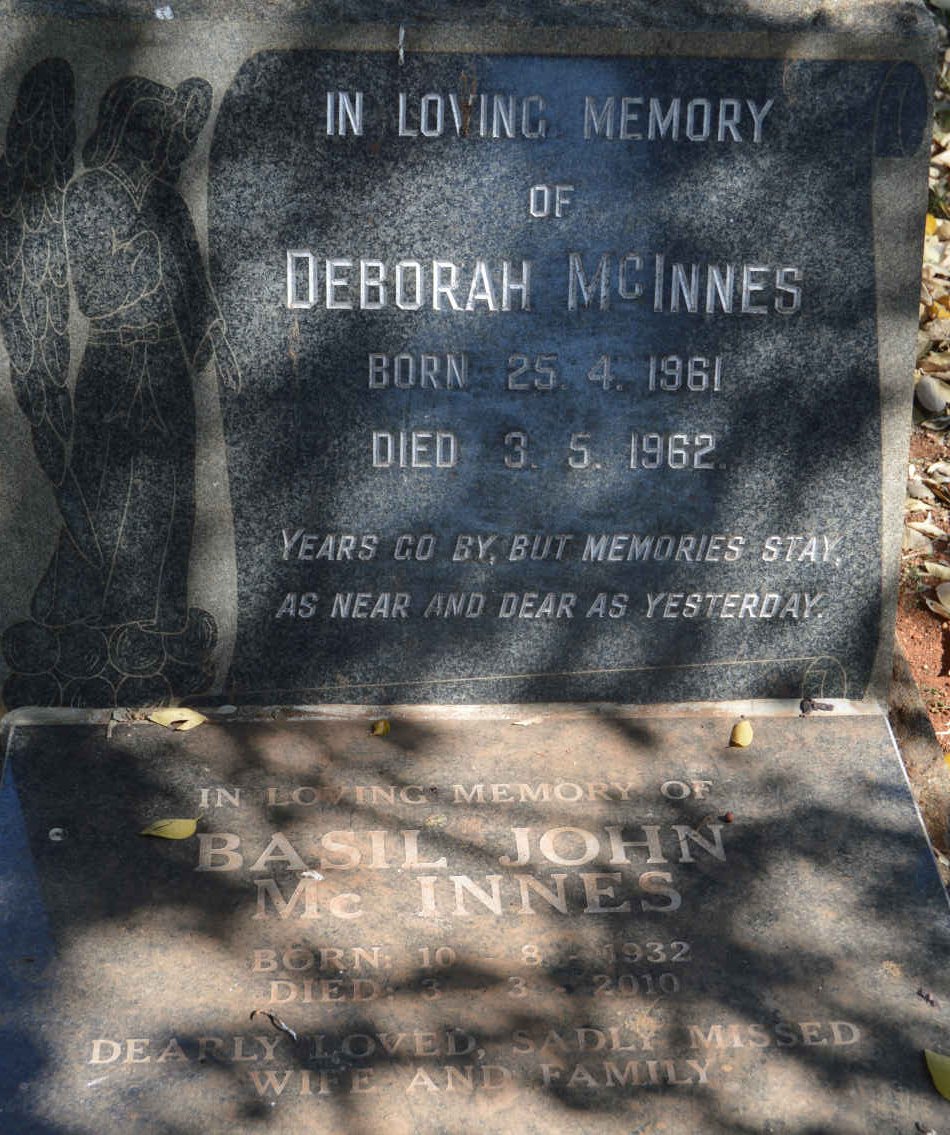 IN LOVING MEMORY
OF
DEBORAH McINNES
BORN 25. 4. 1961
DIED 3. 5. 1962.
YEARS GO BY, BUT MEMORIES STAY,
AS NEAR AND DEAR AS YESTERDAY.
IN LOVING MEMORY OF
BASIL JOHN
Mc INNES
BORN: 10 - 8 - 1932
DIED: 3 - 3 - 2010
DEARLY LOVED, SADLY MISSED
WIFE AND FAMILY